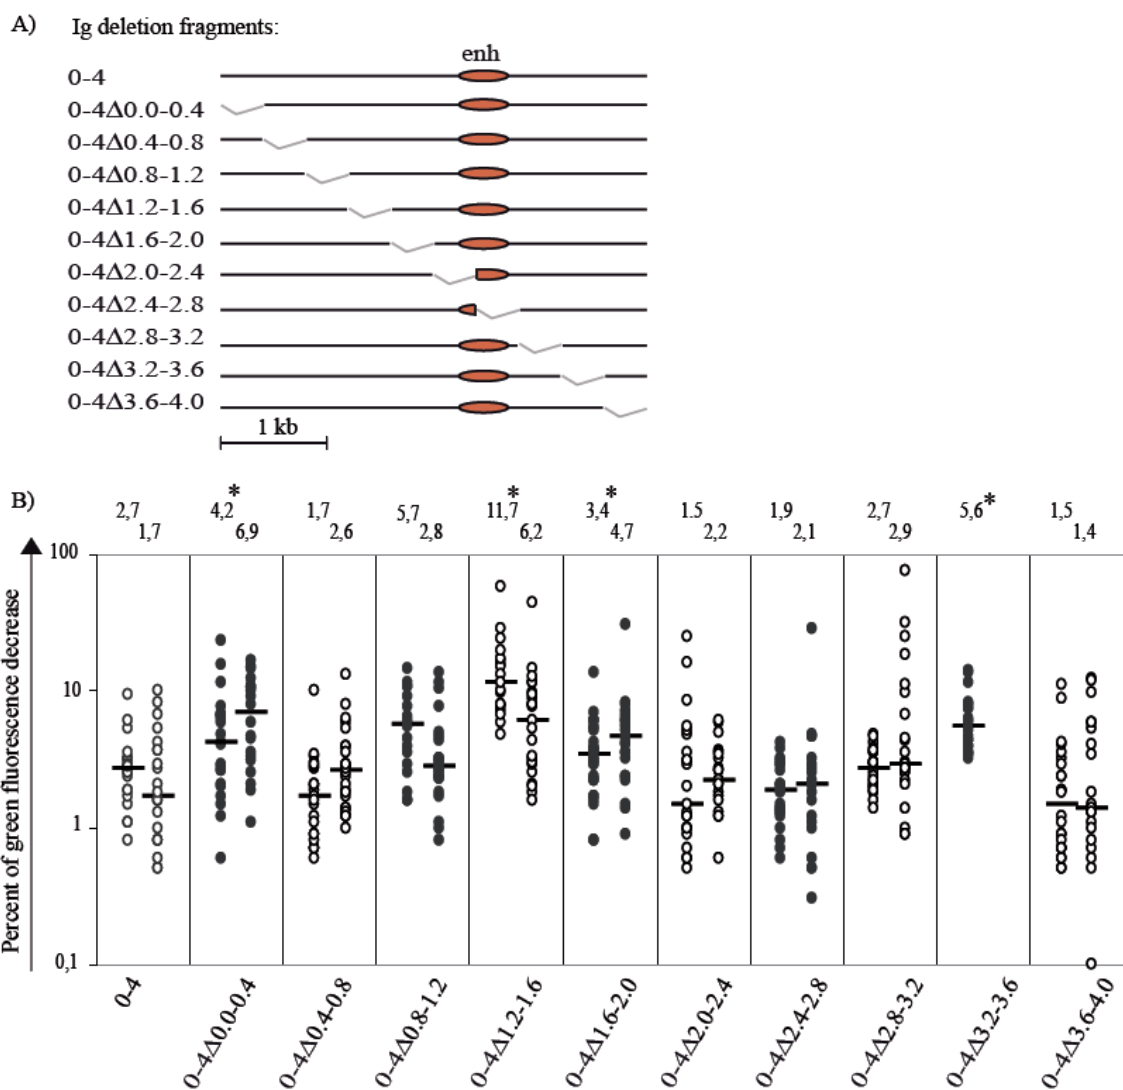 A) Ig deletion fragments:
enh
0-4
0-4Δ0.0-0.4
0-4Δ0.4-0.8
0-4Δ0.8-1.2
0-4Δ1.2-1.6
0-4Δ1.6-2.0
0-4Δ2.0-2.4
0-4Δ2.4-2.8
0-4Δ2.8-3.2
0-4Δ3.2-3.6
0-4Δ3.6-4.0
1 kb
B)
2,7 4,2 * 1,7 5,7 11,7 * 3,4 * 1.5 1,9 2,7 5,6* 1,5
1,7 6,9 2,6 2,8 6,2 4,7 2,2 2,1 2,9 1,4
Percent of green fluorescence decrease
100
10
1
0,1
0-4
0-4Δ0.0-0.4
0-4Δ0.4-0.8
0-4Δ0.8-1.2
0-4Δ1.2-1.6
0-4Δ1.6-2.0
0-4Δ2.0-2.4
0-4Δ2.4-2.8
0-4Δ2.8-3.2
0-4Δ3.2-3.6
0-4Δ3.6-4.0